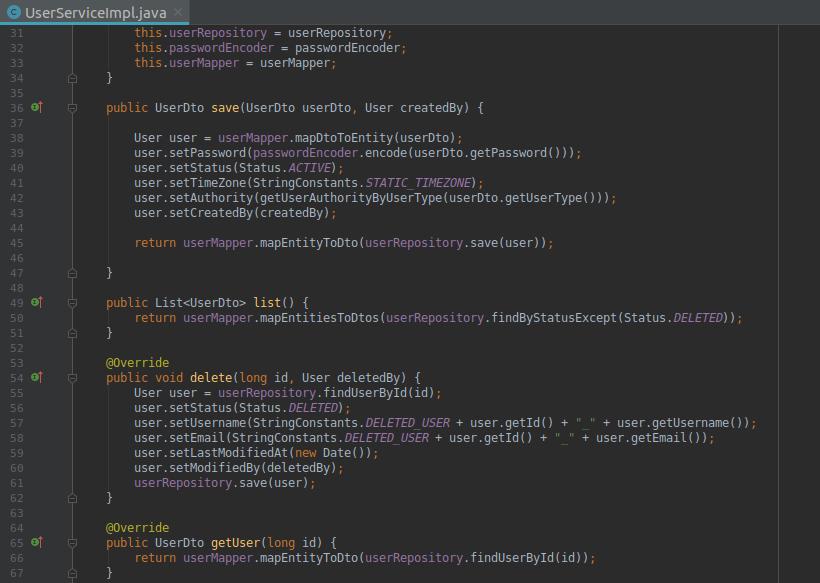 UserServiceImpl.java
31 this.userRepository = userRepository;
32 this.passwordEncoder = passwordEncoder;
33 this.userMapper = userMapper;
34 }
35
36 public UserDto save(UserDto userDto, User createdBy) {
37
38 User user = userMapper.mapDtoToEntity(userDto);
39 user.setPassword(passwordEncoder.encode(userDto.getPassword()));
40 user.setStatus(Status.ACTIVE);
41 user.setTimeZone(StringConstants.STATIC_TIMEZONE);
42 user.setAuthority(getUserAuthorityByUserType(userDto.getUserType()));
43 user.setCreatedBy(createdBy);
44
45 return userMapper.mapEntityToDto(userRepository.save(user));
46
47 }
48
49 public List<UserDto> list() {
50 return userMapper.mapEntitiesToDtos(userRepository.findByStatusExcept(Status.DELETED));
51 }
52
53 @Override
54 public void delete(long id, User deletedBy) {
55 User user = userRepository.findUserById(id);
56 user.setStatus(Status.DELETED);
57 user.setUsername(StringConstants.DELETED_USER + user.getId() + "_" + user.getUsername());
58 user.setEmail(StringConstants.DELETED_USER + user.getId() + "_" + user.getEmail());
59 user.setLastModifiedAt(new Date());
60 user.setModifiedBy(deletedBy);
61 userRepository.save(user);
62 }
63
64 @Override
65 public UserDto getUser(long id) {
66 return userMapper.mapEntityToDto(userRepository.findUserById(id));
67 }